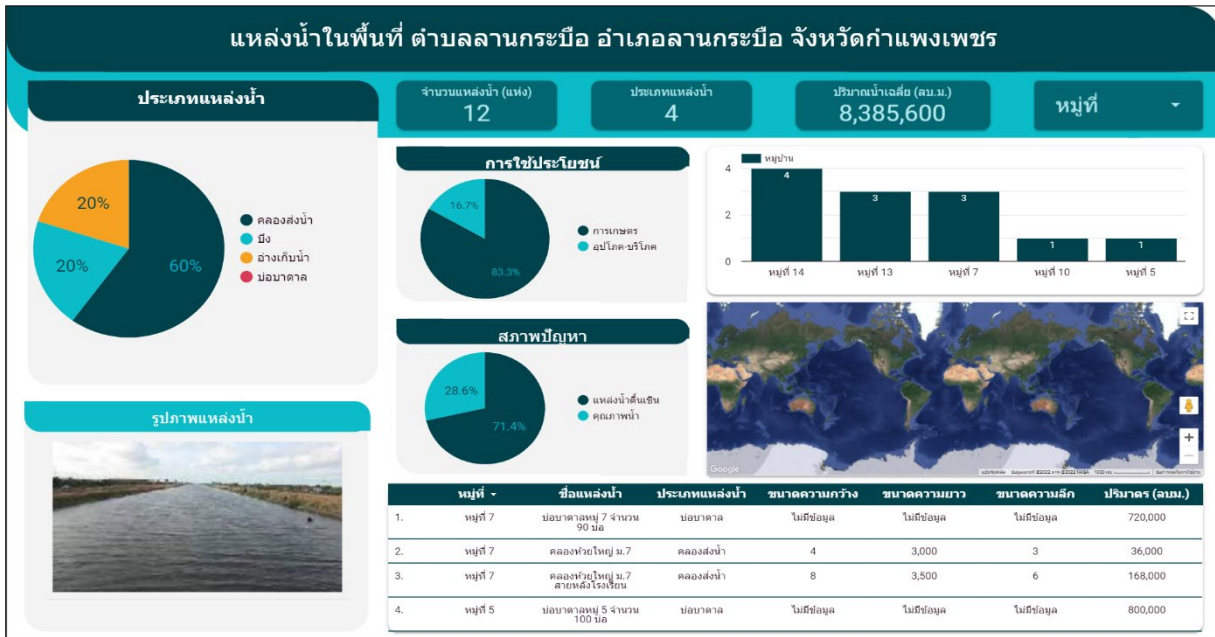 แหล่งน้ำในพื้นที่ ตำบลลานกระบือ อำเภอลานกระบือ จังหวัดกำแพงเพชร
ประเภทแหล่งน้ำ
จำนวนแหล่งน้ำ (แห่ง)
12
ประเภทแหล่งน้ำ
4
ปริมาณน้ำเฉลี่ย (ลบ.ม.)
8,385,600
หมู่ที่
20%
20%
60%
คลองส่งน้ำ
บึง
อ่างเก็บน้ำ
บ่อบาดาล
การใช้ประโยชน์
16.7%
83.3%
การเกษตร
อุปโภค-บริโภค
หมู่บ้าน
4
2
0
4
3
3
1
1
หมู่ที่ 14
หมู่ที่ 13
หมู่ที่ 7
หมู่ที่ 10
หมู่ที่ 5
สภาพปัญหา
28.6%
71.4%
แหล่งน้ำตื้นเขิน
คุณภาพน้ำ
Google
รูปภาพแหล่งน้ำ
หมู่ที่ ชื่อแหล่งน้ำ ประเภทแหล่งน้ำ ขนาดความกว้าง ขนาดความยาว ขนาดความลึก ปริมาตร (ลบม.)
1. หมู่ที่ 7 บ่อบาดาลหมู่ 7 จำนวน บ่อบาดาล ไม่มีข้อมูล ไม่มีข้อมูล ไม่มีข้อมูล 720,000
90 บ่อ
2. หมู่ที่ 7 คลองห้วยใหญ่ ม.7 คลองส่งน้ำ 4 3,000 3 36,000
3. หมู่ที่ 7 คลองห้วยใหญ่ ม.7 คลองส่งน้ำ 8 3,500 6 168,000
สายหลังโรงเรียน
4. หมู่ที่ 5 บ่อบาดาลหมู่ 5 จำนวน บ่อบาดาล ไม่มีข้อมูล ไม่มีข้อมูล ไม่มีข้อมูล 800,000
100 บ่อ